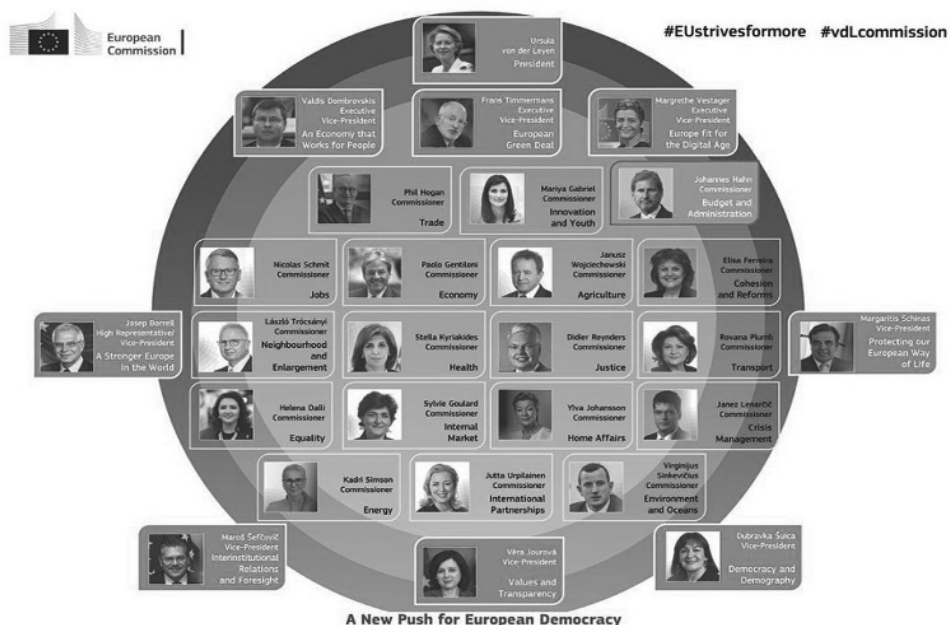 European
Commission
#EUstrivesformore #vdLcommission
Ursula
von der Leyen
President
Valdis Dombrovskis
Executive
Vice-President
An Economy that
Works for People
Frans Timmermans
Executive
Vice-President
European
Green Deal
Margrethe Vestager
Executive
Vice-President
Europe fit for
the Digital Age
Phil Hogan
Commissioner
Trade
Mariya Gabriel
Commissioner
Innovation
and Youth
Johannes Hahn
Commissioner
Budget and
Administration
Nicolas Schmit
Commissioner
Jobs
Paolo Gentiloni
Commissioner
Economy
Janusz
Wojciechowski
Commissioner
Agriculture
Elisa Ferreira
Commissioner
Cohesion
and Reforms
Josep Borrell
High Representative/
Vice-President
A Stronger Europe
In the World
László Trócsányi
Commissioner
Neighbourhood
and
Enlargement
Stella Kyriakides
Commissioner
Health
Didier Reynders
Commissioner
Justice
Rovana Plumb
Commissioner
Transport
Margaritis Schinas
Vice-President
Protecting our
European Way
of Life
Helena Dalli
Commissioner
Equality
Sylvie Goulard
Commissioner
Internal
Market
Ylva Johansson
Commissioner
Home Affairs
Janez Lenarčič
Commissioner
Crisis
Management
Kadri Simson
Commissioner
Energy
Jutta Urpilainen
Commissioner
International
Partnerships
Virginijus
Sinkevičius
Commissioner
Environment
and Oceans
Maroš Šefčovič
Vice-President
Interinstitutional
Relations
and Foresight
Věra Jourová
Vice-President
Values and
Transparency
Dubravka Šuica
Vice-President
Democracy and
Demography
A New Push for European Democracy